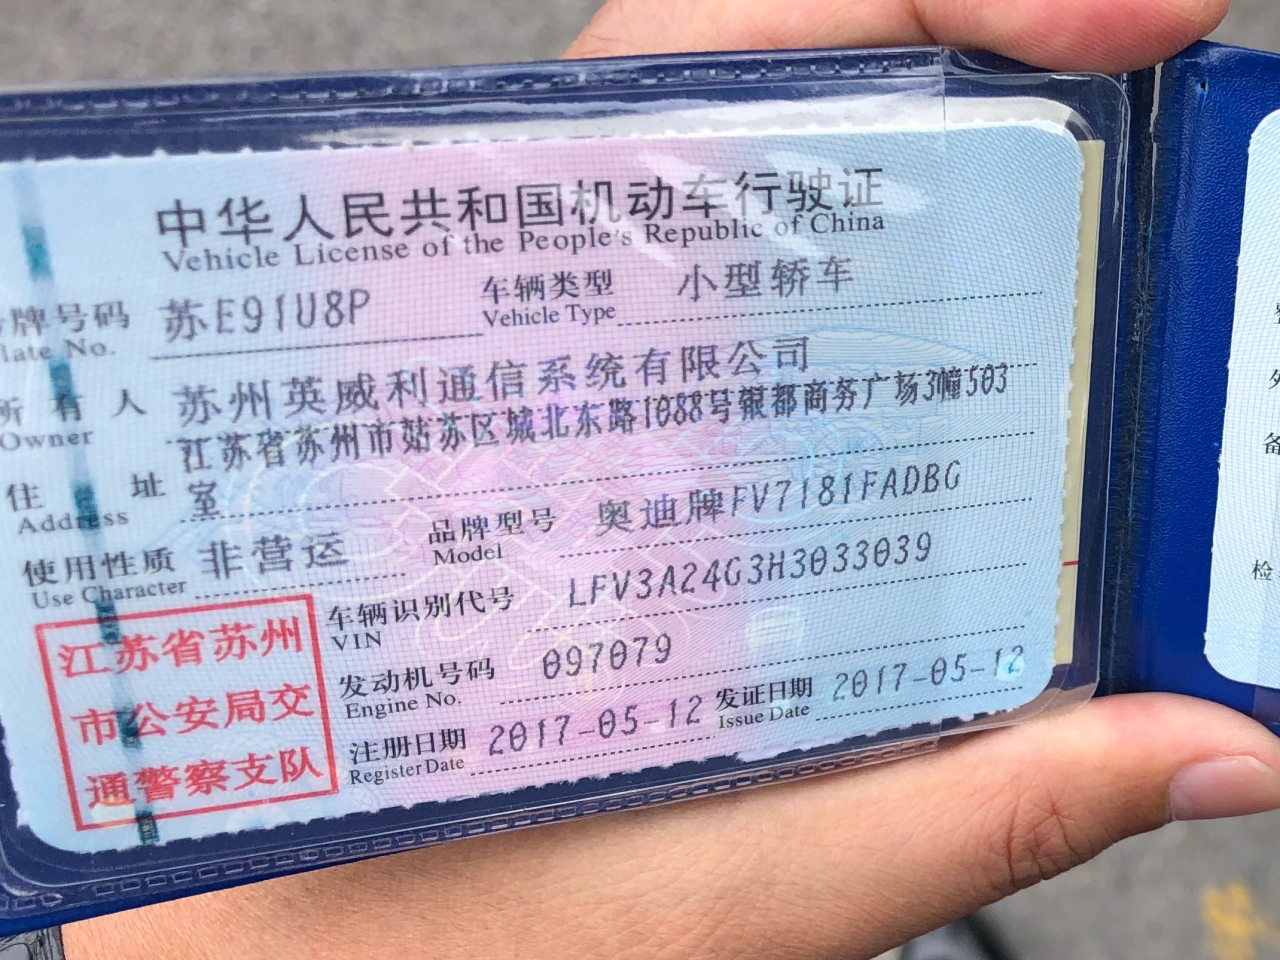 中华人民共和国机动车行驶证
Vehicle License of the People's Republic of China
牌号码 苏E91U8P 车辆类型 小型轿车
late No. Vehicle Type
所有人 苏州英威利通信系统有限公司
Owner
江苏省苏州市姑苏区城北东路1088号银都商务广场3幢503
住址 室
Address
使用性质 非营运 品牌型号 奥迪牌FV7181FADBG
Use Character Model
车辆识别代号 LFV3A24G3H3033039
VIN
发动机号码 097079
Engine No.
注册日期 2017-05-12 发证日期 2017-05-12
Register Date Issue Date
江苏省苏州
市公安局交
通警察支队
备
检